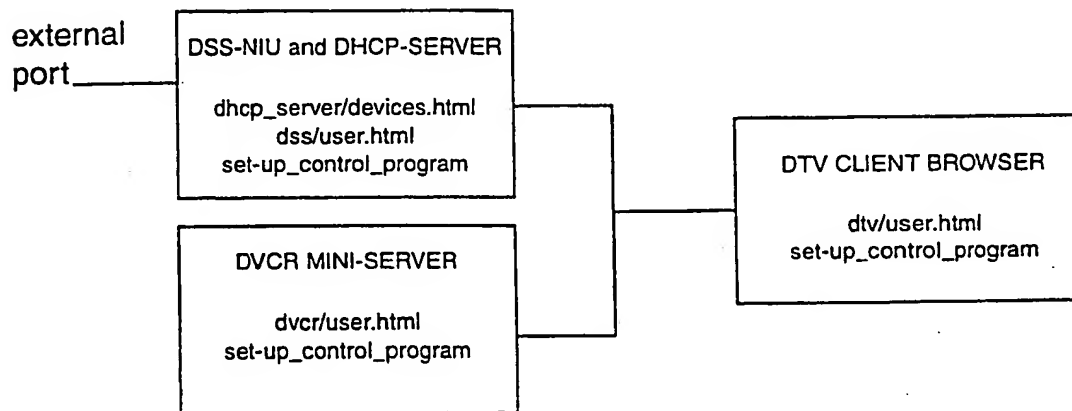 external
port
DSS-NIU and DHCP-SERVER
dhcp_server/devices.html
dss/user.html
set-up_control_program
DVCR MINI-SERVER
dvcr/user.html
set-up_control_program
DTV CLIENT BROWSER
dtv/user.html
set-up_control_program